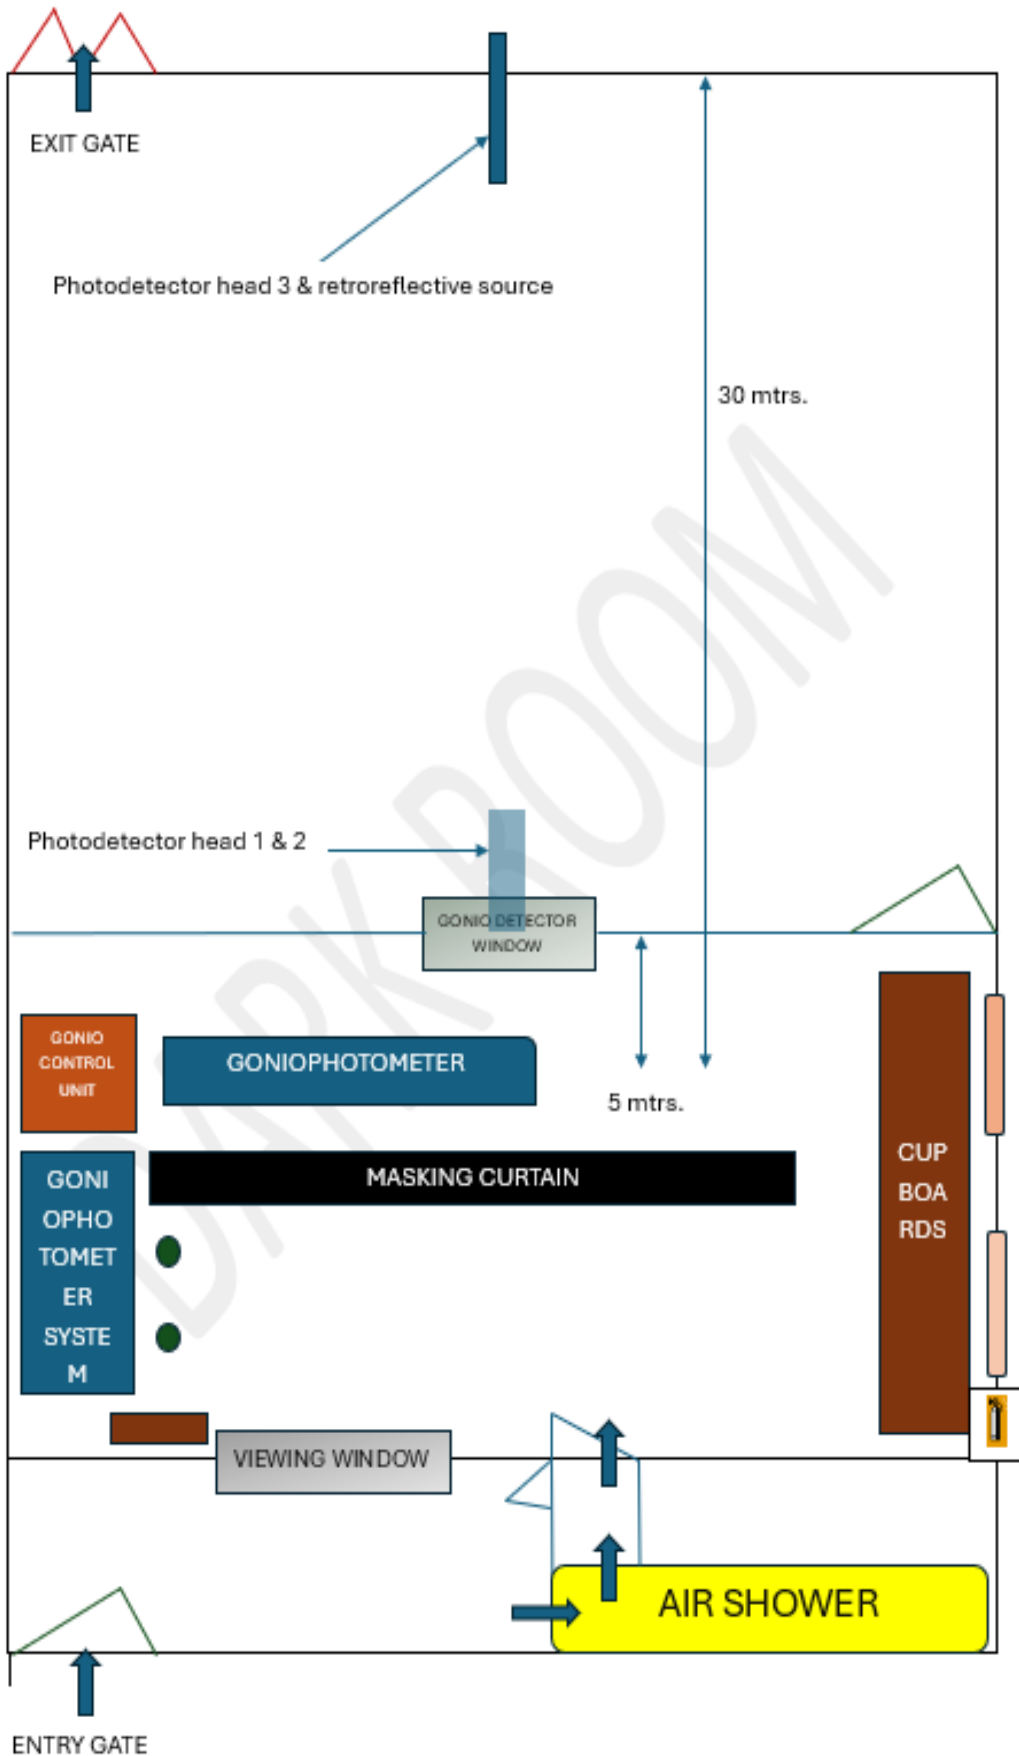 EXIT GATE
Photodetector head 3 & retroreflective source
30 mtrs.
DARK ROOM
Photodetector head 1 & 2
GONIO DETECTOR
WINDOW
GONIO
CONTROL
UNIT
GONIOPHOTOMETER
5 mtrs.
MASKING CURTAIN
CUP
BOA
RDS
GONI
OPHO
TOMET
ER
SYSTE
M
VIEWING WINDOW
AIR SHOWER
ENTRY GATE